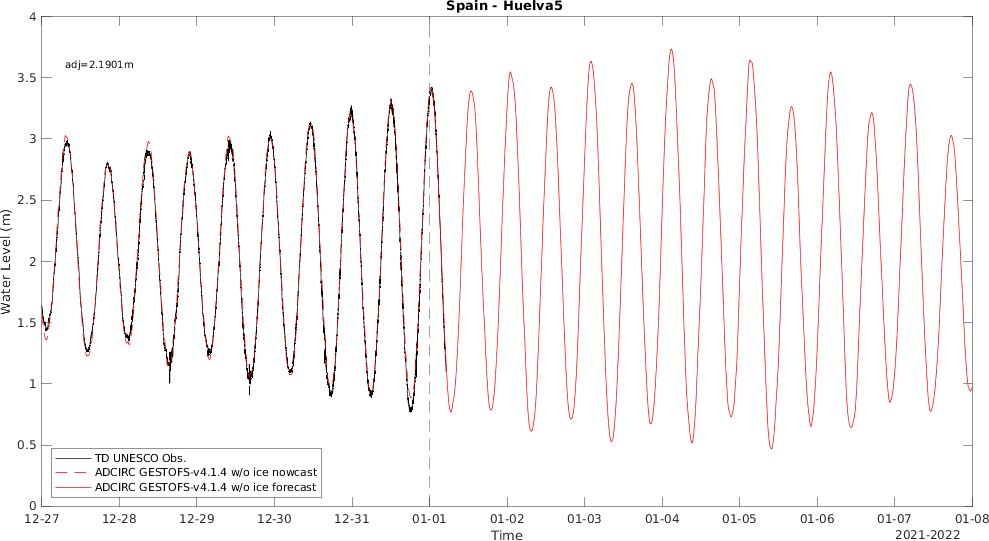 Spain - Huelva5
adj=2.1901m
4
3.5
3
2.5
2
1.5
1
0.5
0
Water Level (m)
TD UNESCO Obs.
ADCIRC GESTOFS-v4.1.4 w/o ice nowcast
ADCIRC GESTOFS-v4.1.4 w/o ice forecast
12-27 12-28 12-29 12-30 12-31 01-01 01-02 01-03 01-04 01-05 01-06 01-07 01-08
Time
2021-2022